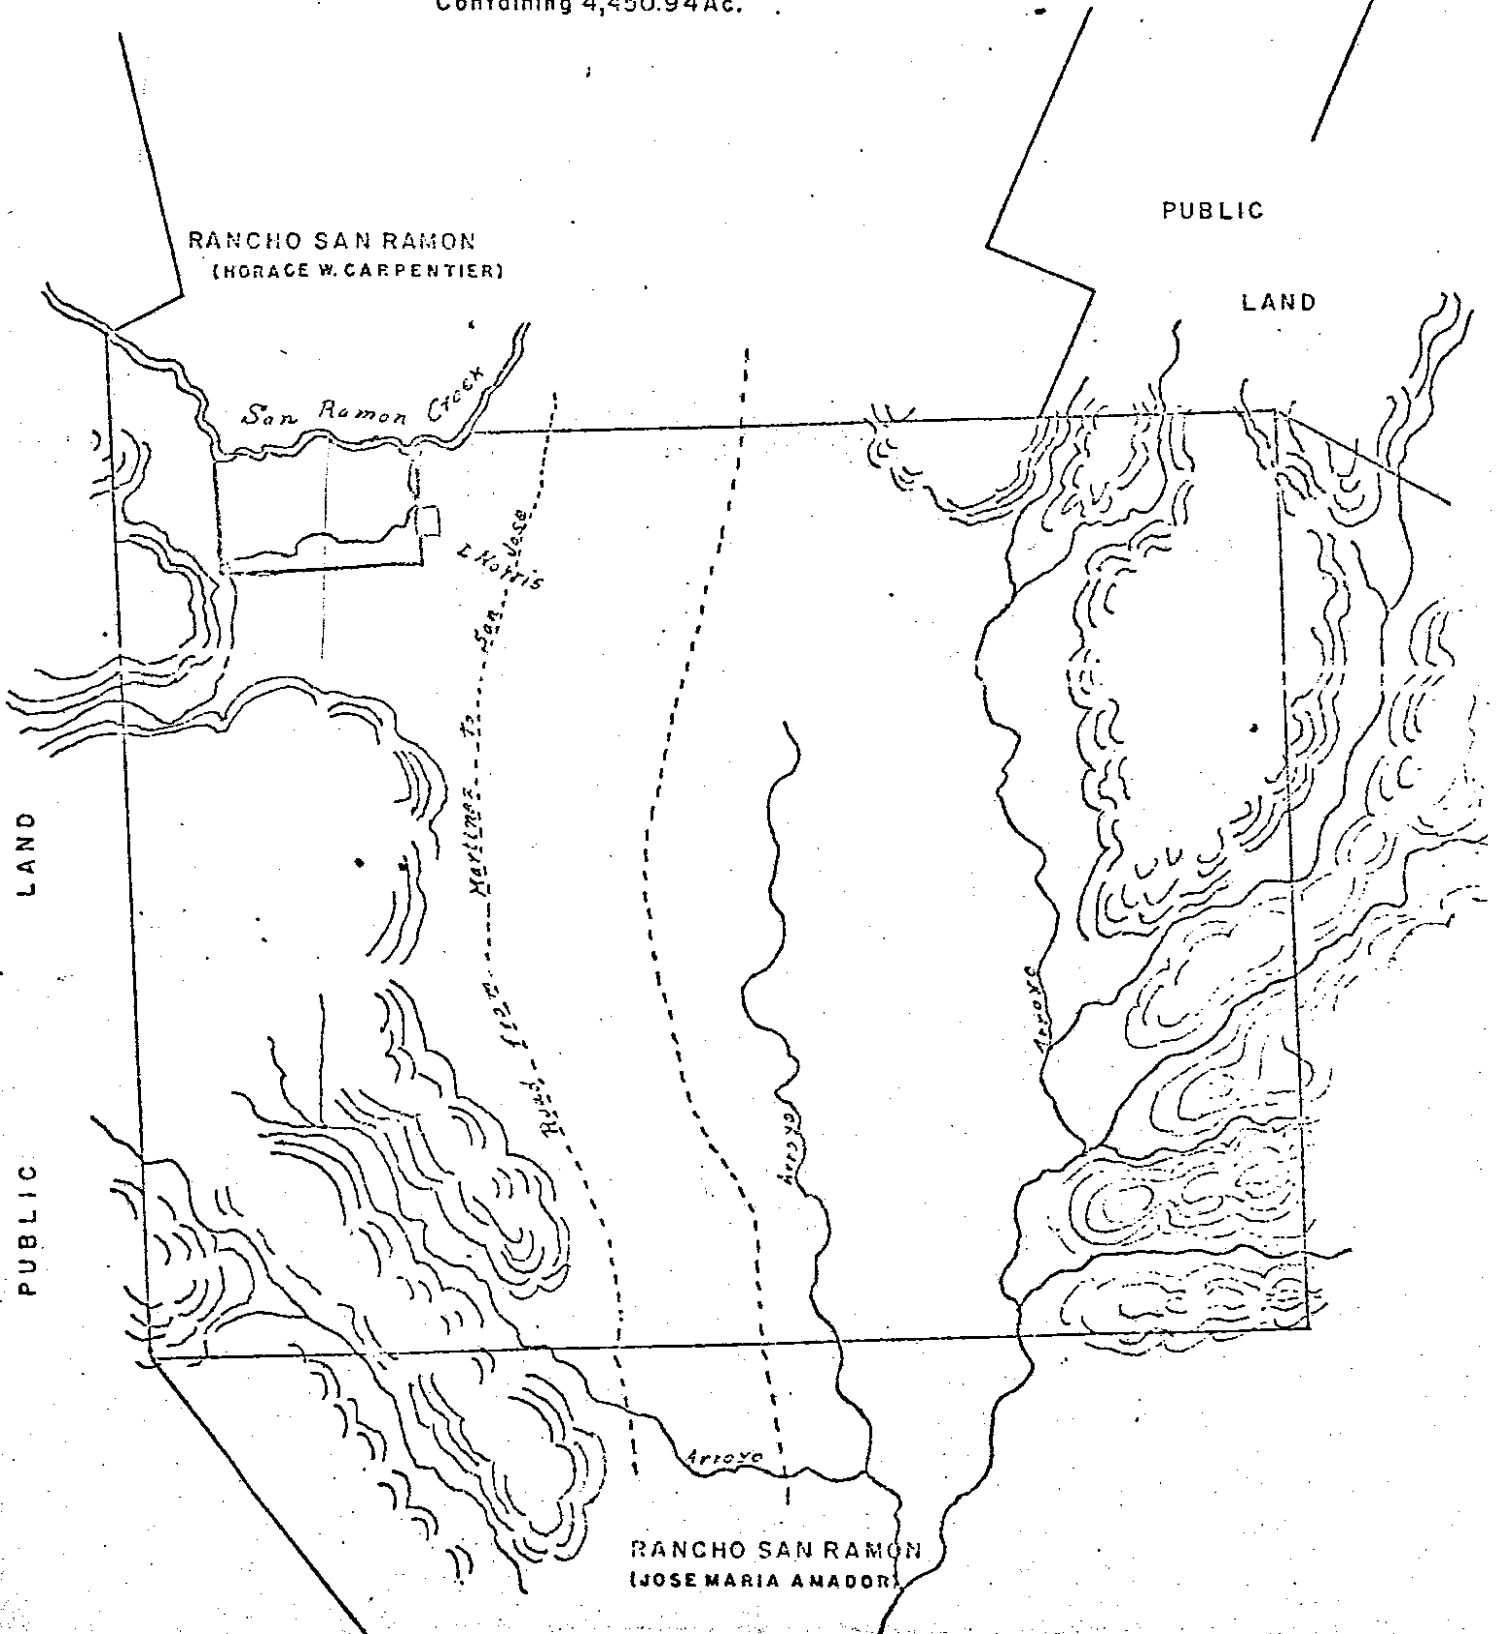 Containing 4,450.94 Ac.
PUBLIC
LAND
RANCHO SAN RAMON
(HORACE W. CARPENTIER)
San Ramon Creek
L Norris
Road from Martinez to San Jose
LAND
PUBLIC
Arroyo
Arroyo
Arroyo
RANCHO SAN RAMON
(JOSE MARIA AMADOR)